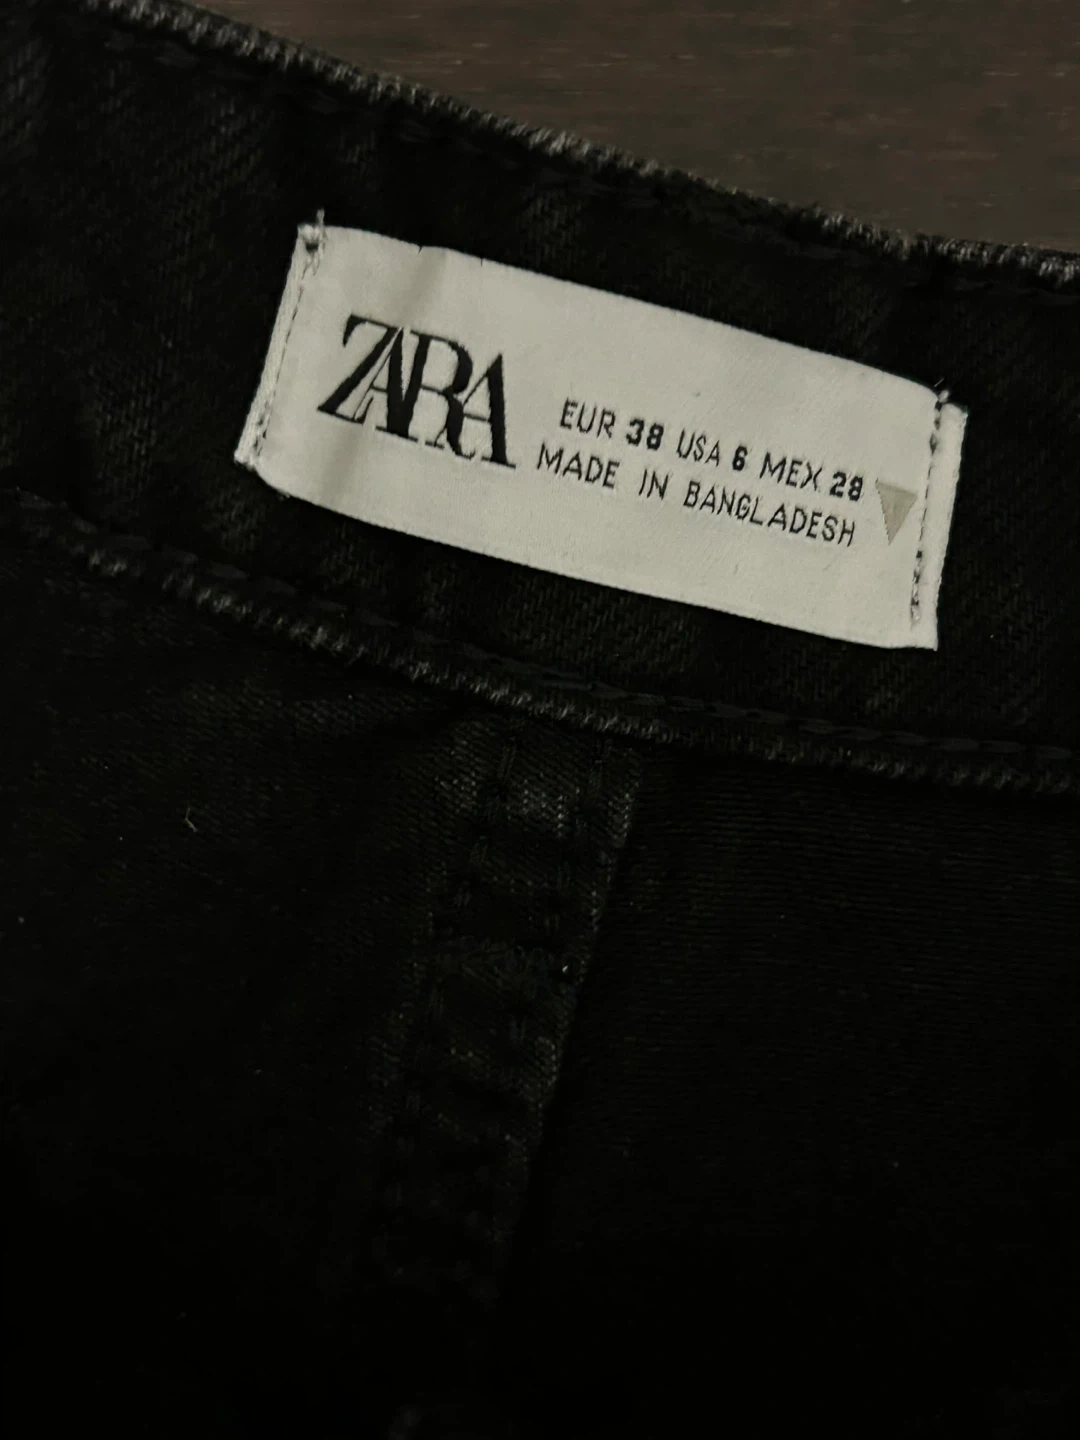 ZARA
EUR 38 USA 6 MEX 28
MADE IN BANGLADESH